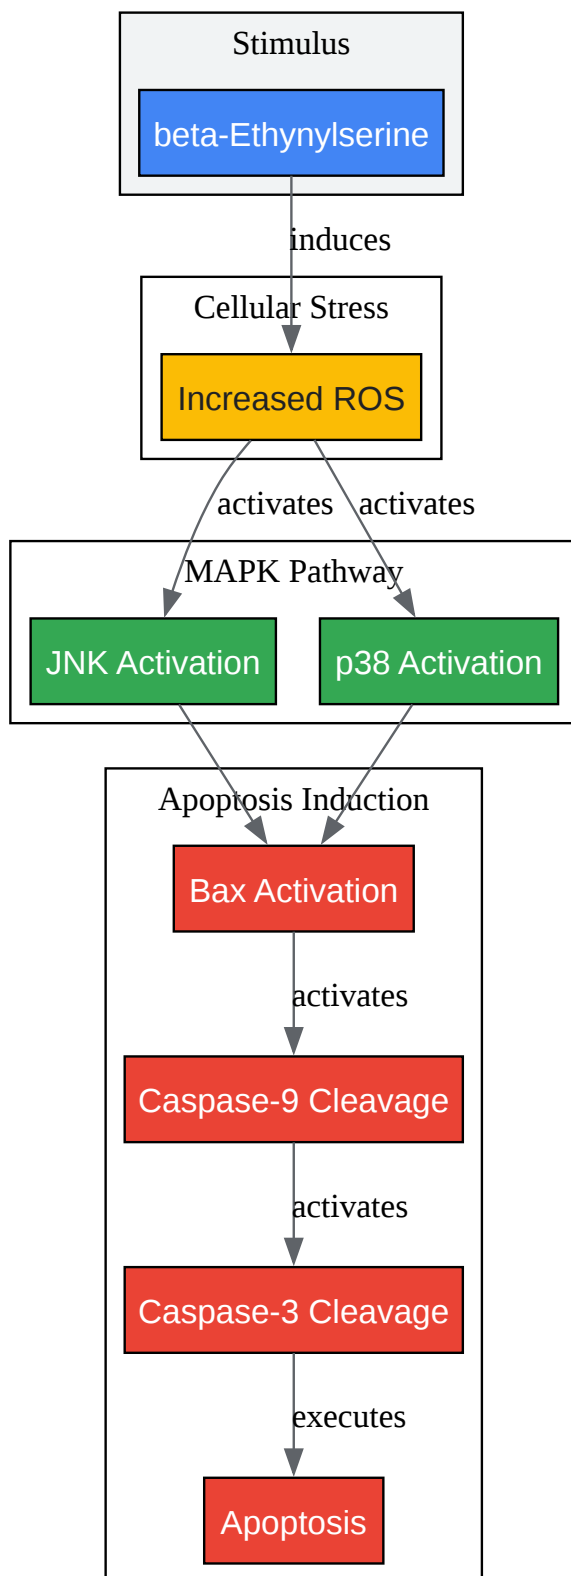 Stimulus
beta-Ethynylserine
induces
Cellular Stress
Increased ROS
activates
activates
MAPK Pathway
JNK Activation
p38 Activation
Apoptosis Induction
Bax Activation
activates
Caspase-9 Cleavage
activates
Caspase-3 Cleavage
executes
Apoptosis